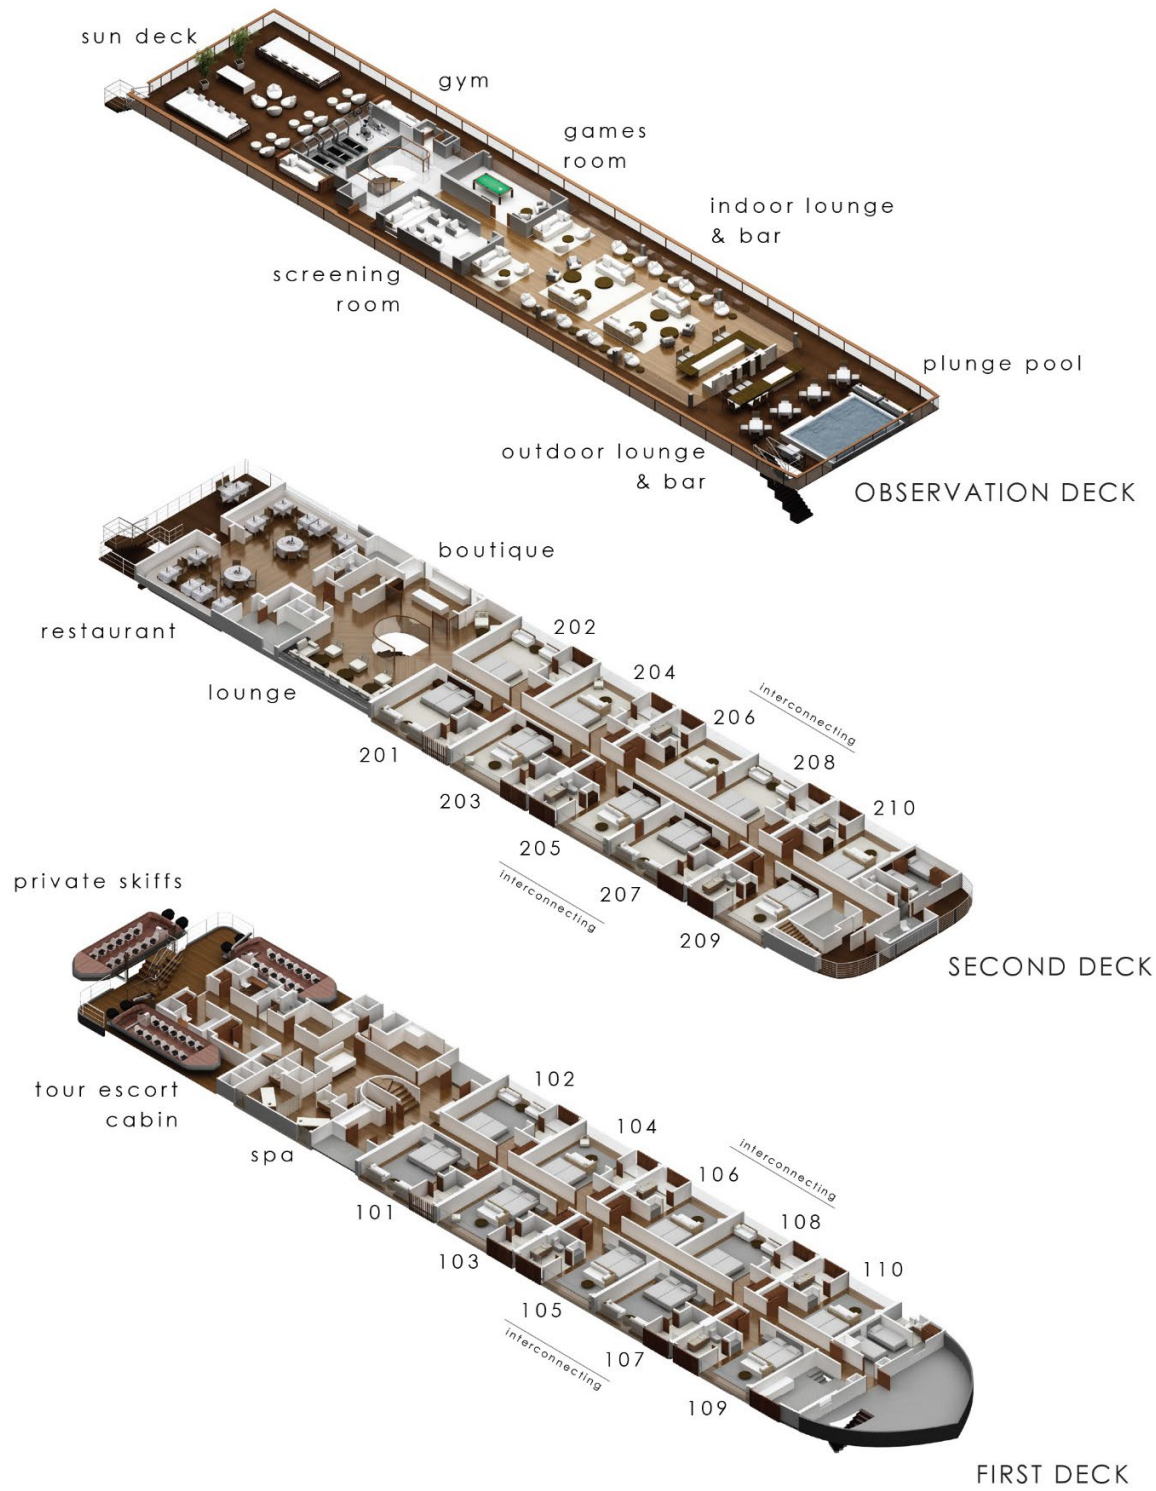 sun deck
gym
games
room
indoor lounge
& bar
screening
room
plunge pool
outdoor lounge
& bar
OBSERVATION DECK
boutique
restaurant
lounge
202
204
interconnecting
206
208
210
201
203
205
interconnecting
207
209
SECOND DECK
private skiffs
tour escort
cabin
spa
102
104
interconnecting
106
108
110
101
103
105
interconnecting
107
109
FIRST DECK